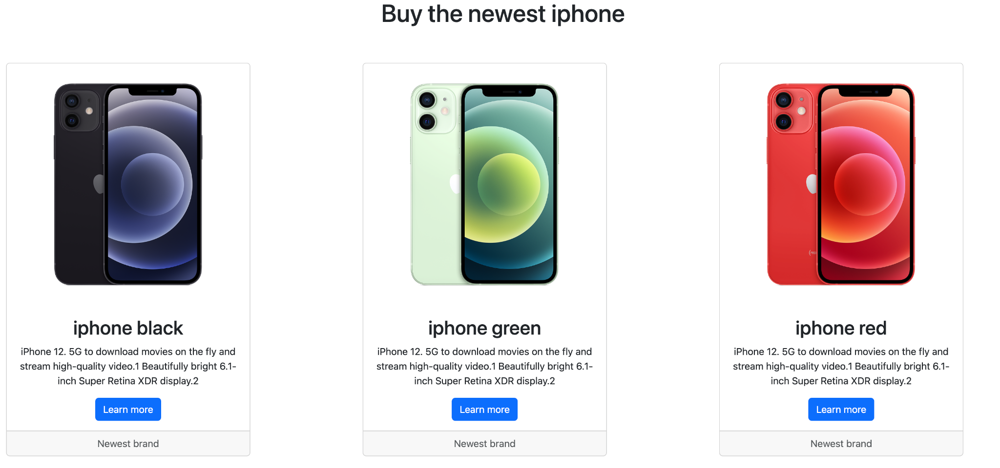 Buy the newest iphone
iphone black
iPhone 12. 5G to download movies on the fly and
stream high-quality video.1 Beautifully bright 6.1-
inch Super Retina XDR display.2
Learn more
Newest brand
iphone green
iPhone 12. 5G to download movies on the fly and
stream high-quality video.1 Beautifully bright 6.1-
inch Super Retina XDR display.2
Learn more
Newest brand
iphone red
iPhone 12. 5G to download movies on the fly and
stream high-quality video.1 Beautifully bright 6.1-
inch Super Retina XDR display.2
Learn more
Newest brand